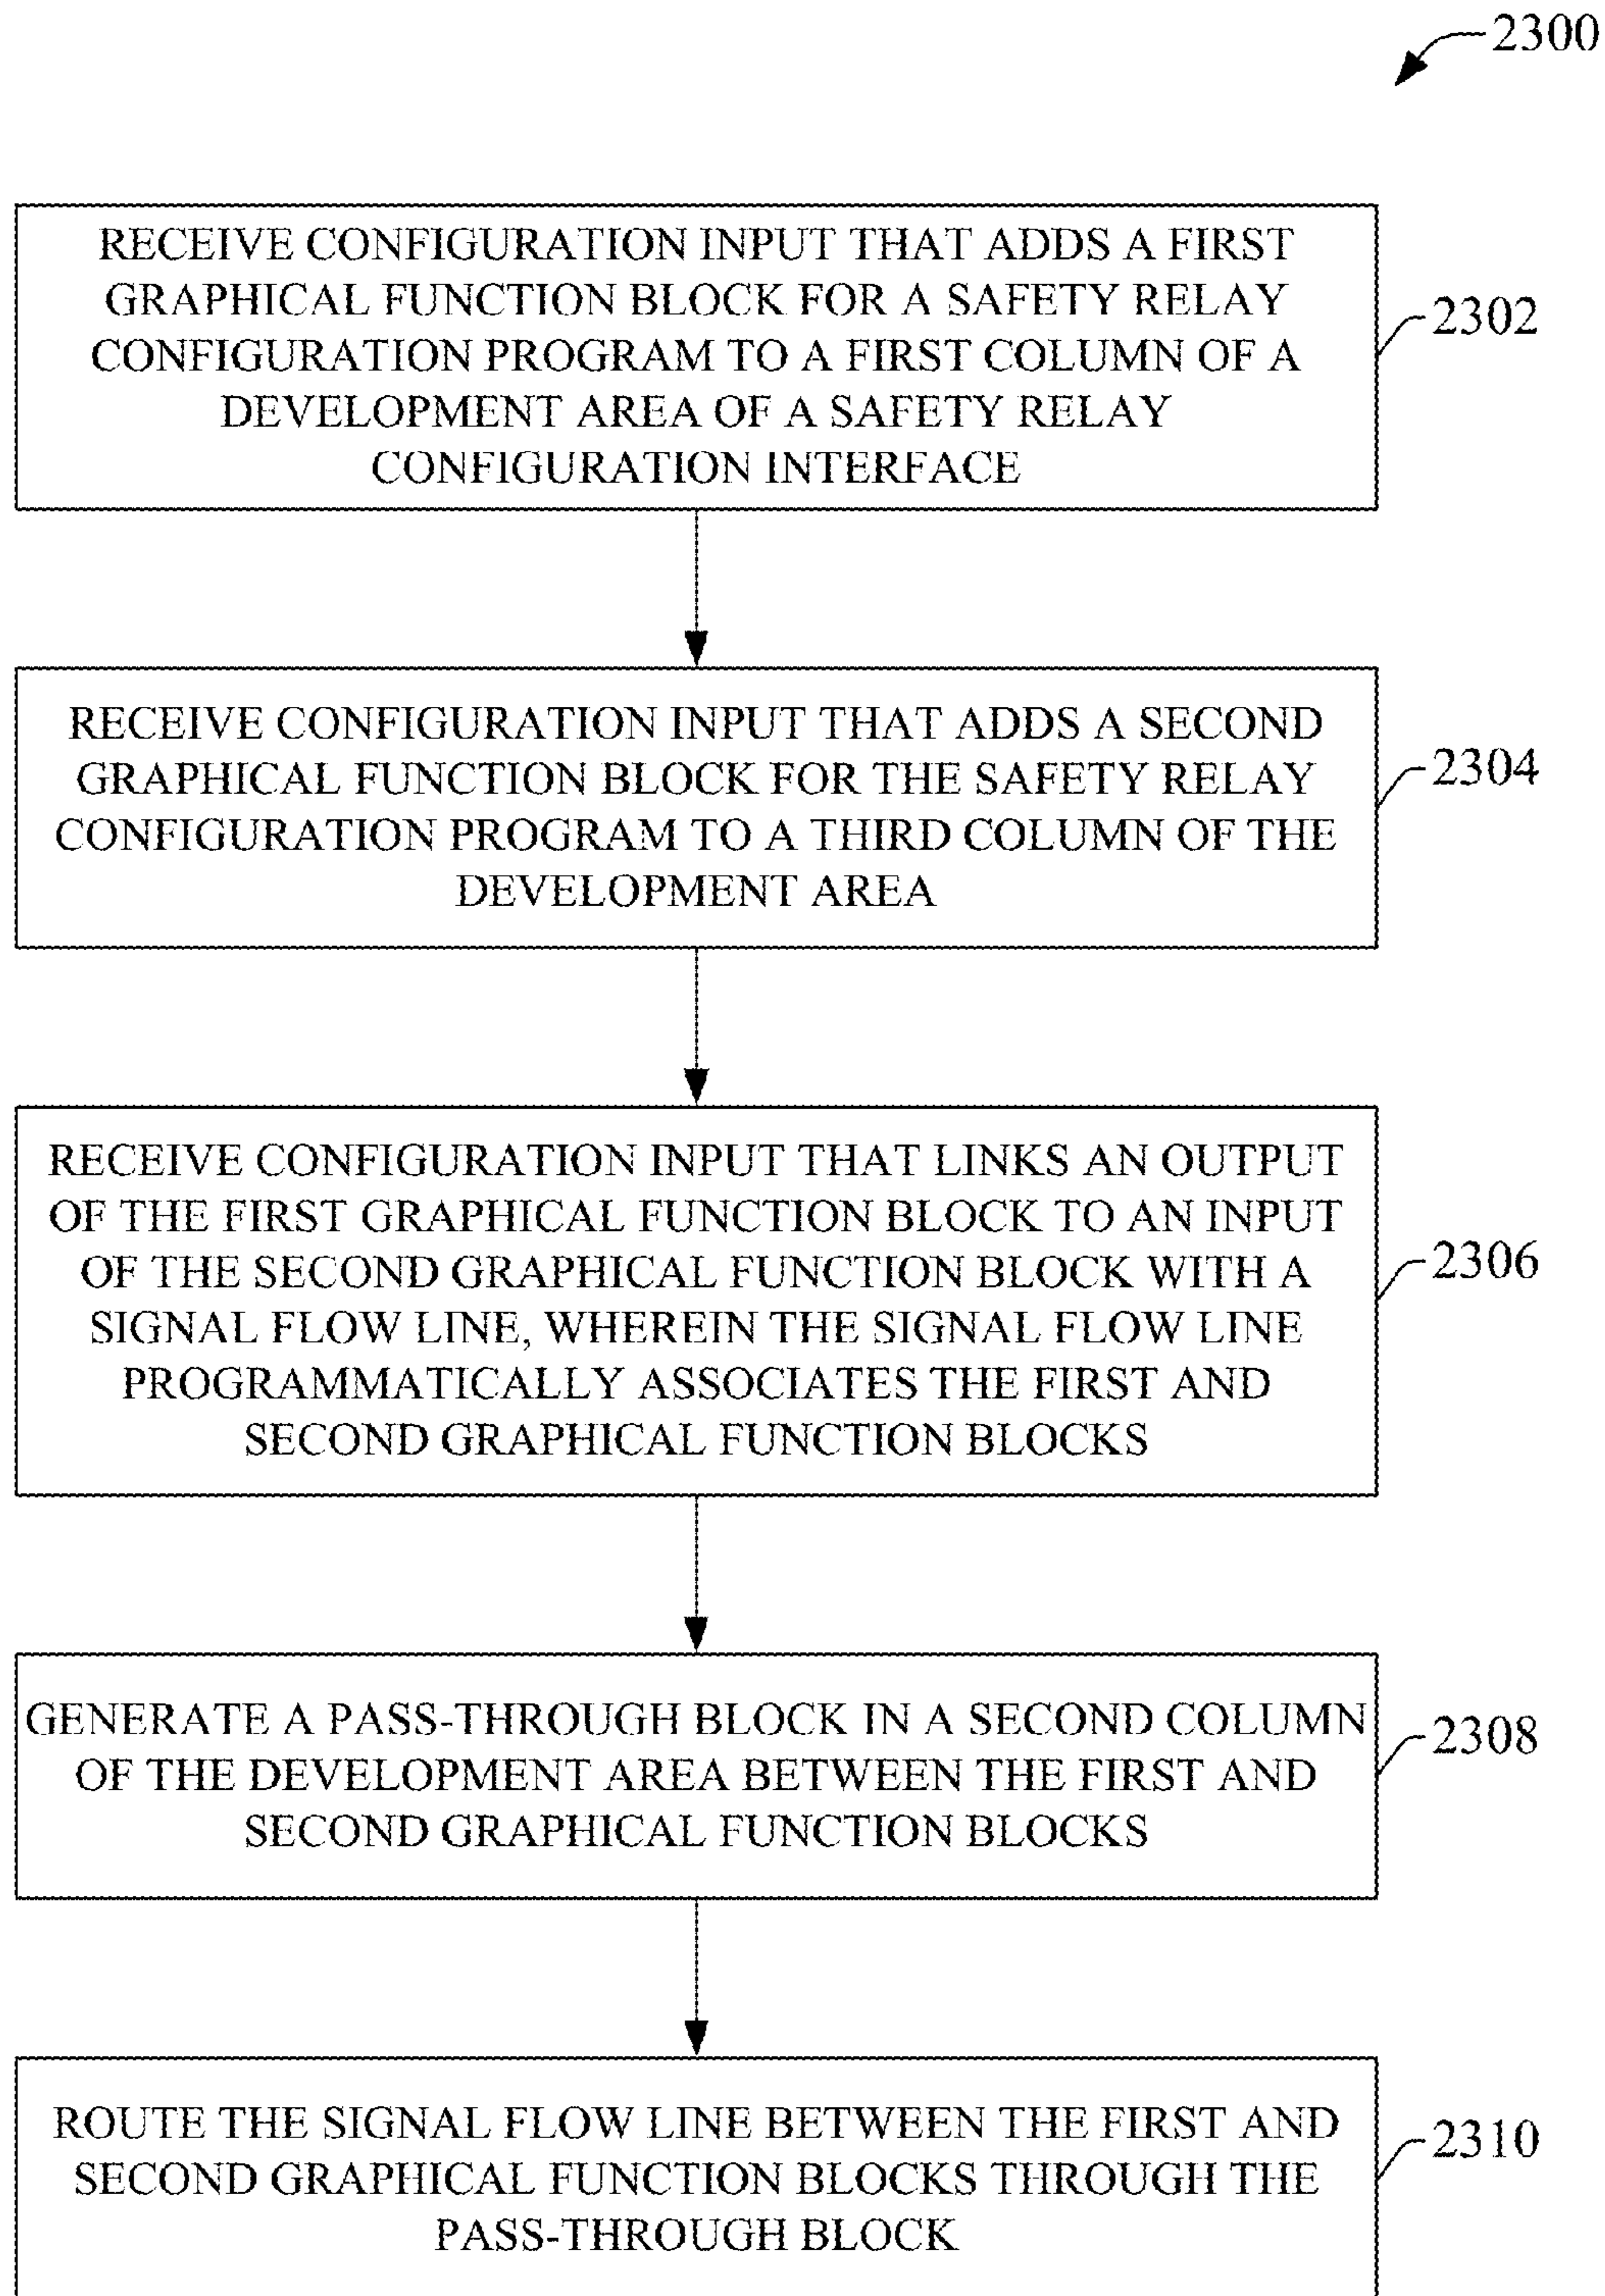 2300
RECEIVE CONFIGURATION INPUT THAT ADDS A FIRST
GRAPHICAL FUNCTION BLOCK FOR A SAFETY RELAY
CONFIGURATION PROGRAM TO A FIRST COLUMN OF A
DEVELOPMENT AREA OF A SAFETY RELAY
CONFIGURATION INTERFACE
2302
RECEIVE CONFIGURATION INPUT THAT ADDS A SECOND
GRAPHICAL FUNCTION BLOCK FOR THE SAFETY RELAY
CONFIGURATION PROGRAM TO A THIRD COLUMN OF THE
DEVELOPMENT AREA
2304
RECEIVE CONFIGURATION INPUT THAT LINKS AN OUTPUT
OF THE FIRST GRAPHICAL FUNCTION BLOCK TO AN INPUT
OF THE SECOND GRAPHICAL FUNCTION BLOCK WITH A
SIGNAL FLOW LINE, WHEREIN THE SIGNAL FLOW LINE
PROGRAMMATICALLY ASSOCIATES THE FIRST AND
SECOND GRAPHICAL FUNCTION BLOCKS
2306
GENERATE A PASS-THROUGH BLOCK IN A SECOND COLUMN
OF THE DEVELOPMENT AREA BETWEEN THE FIRST AND
SECOND GRAPHICAL FUNCTION BLOCKS
2308
ROUTE THE SIGNAL FLOW LINE BETWEEN THE FIRST AND
SECOND GRAPHICAL FUNCTION BLOCKS THROUGH THE
PASS-THROUGH BLOCK
2310